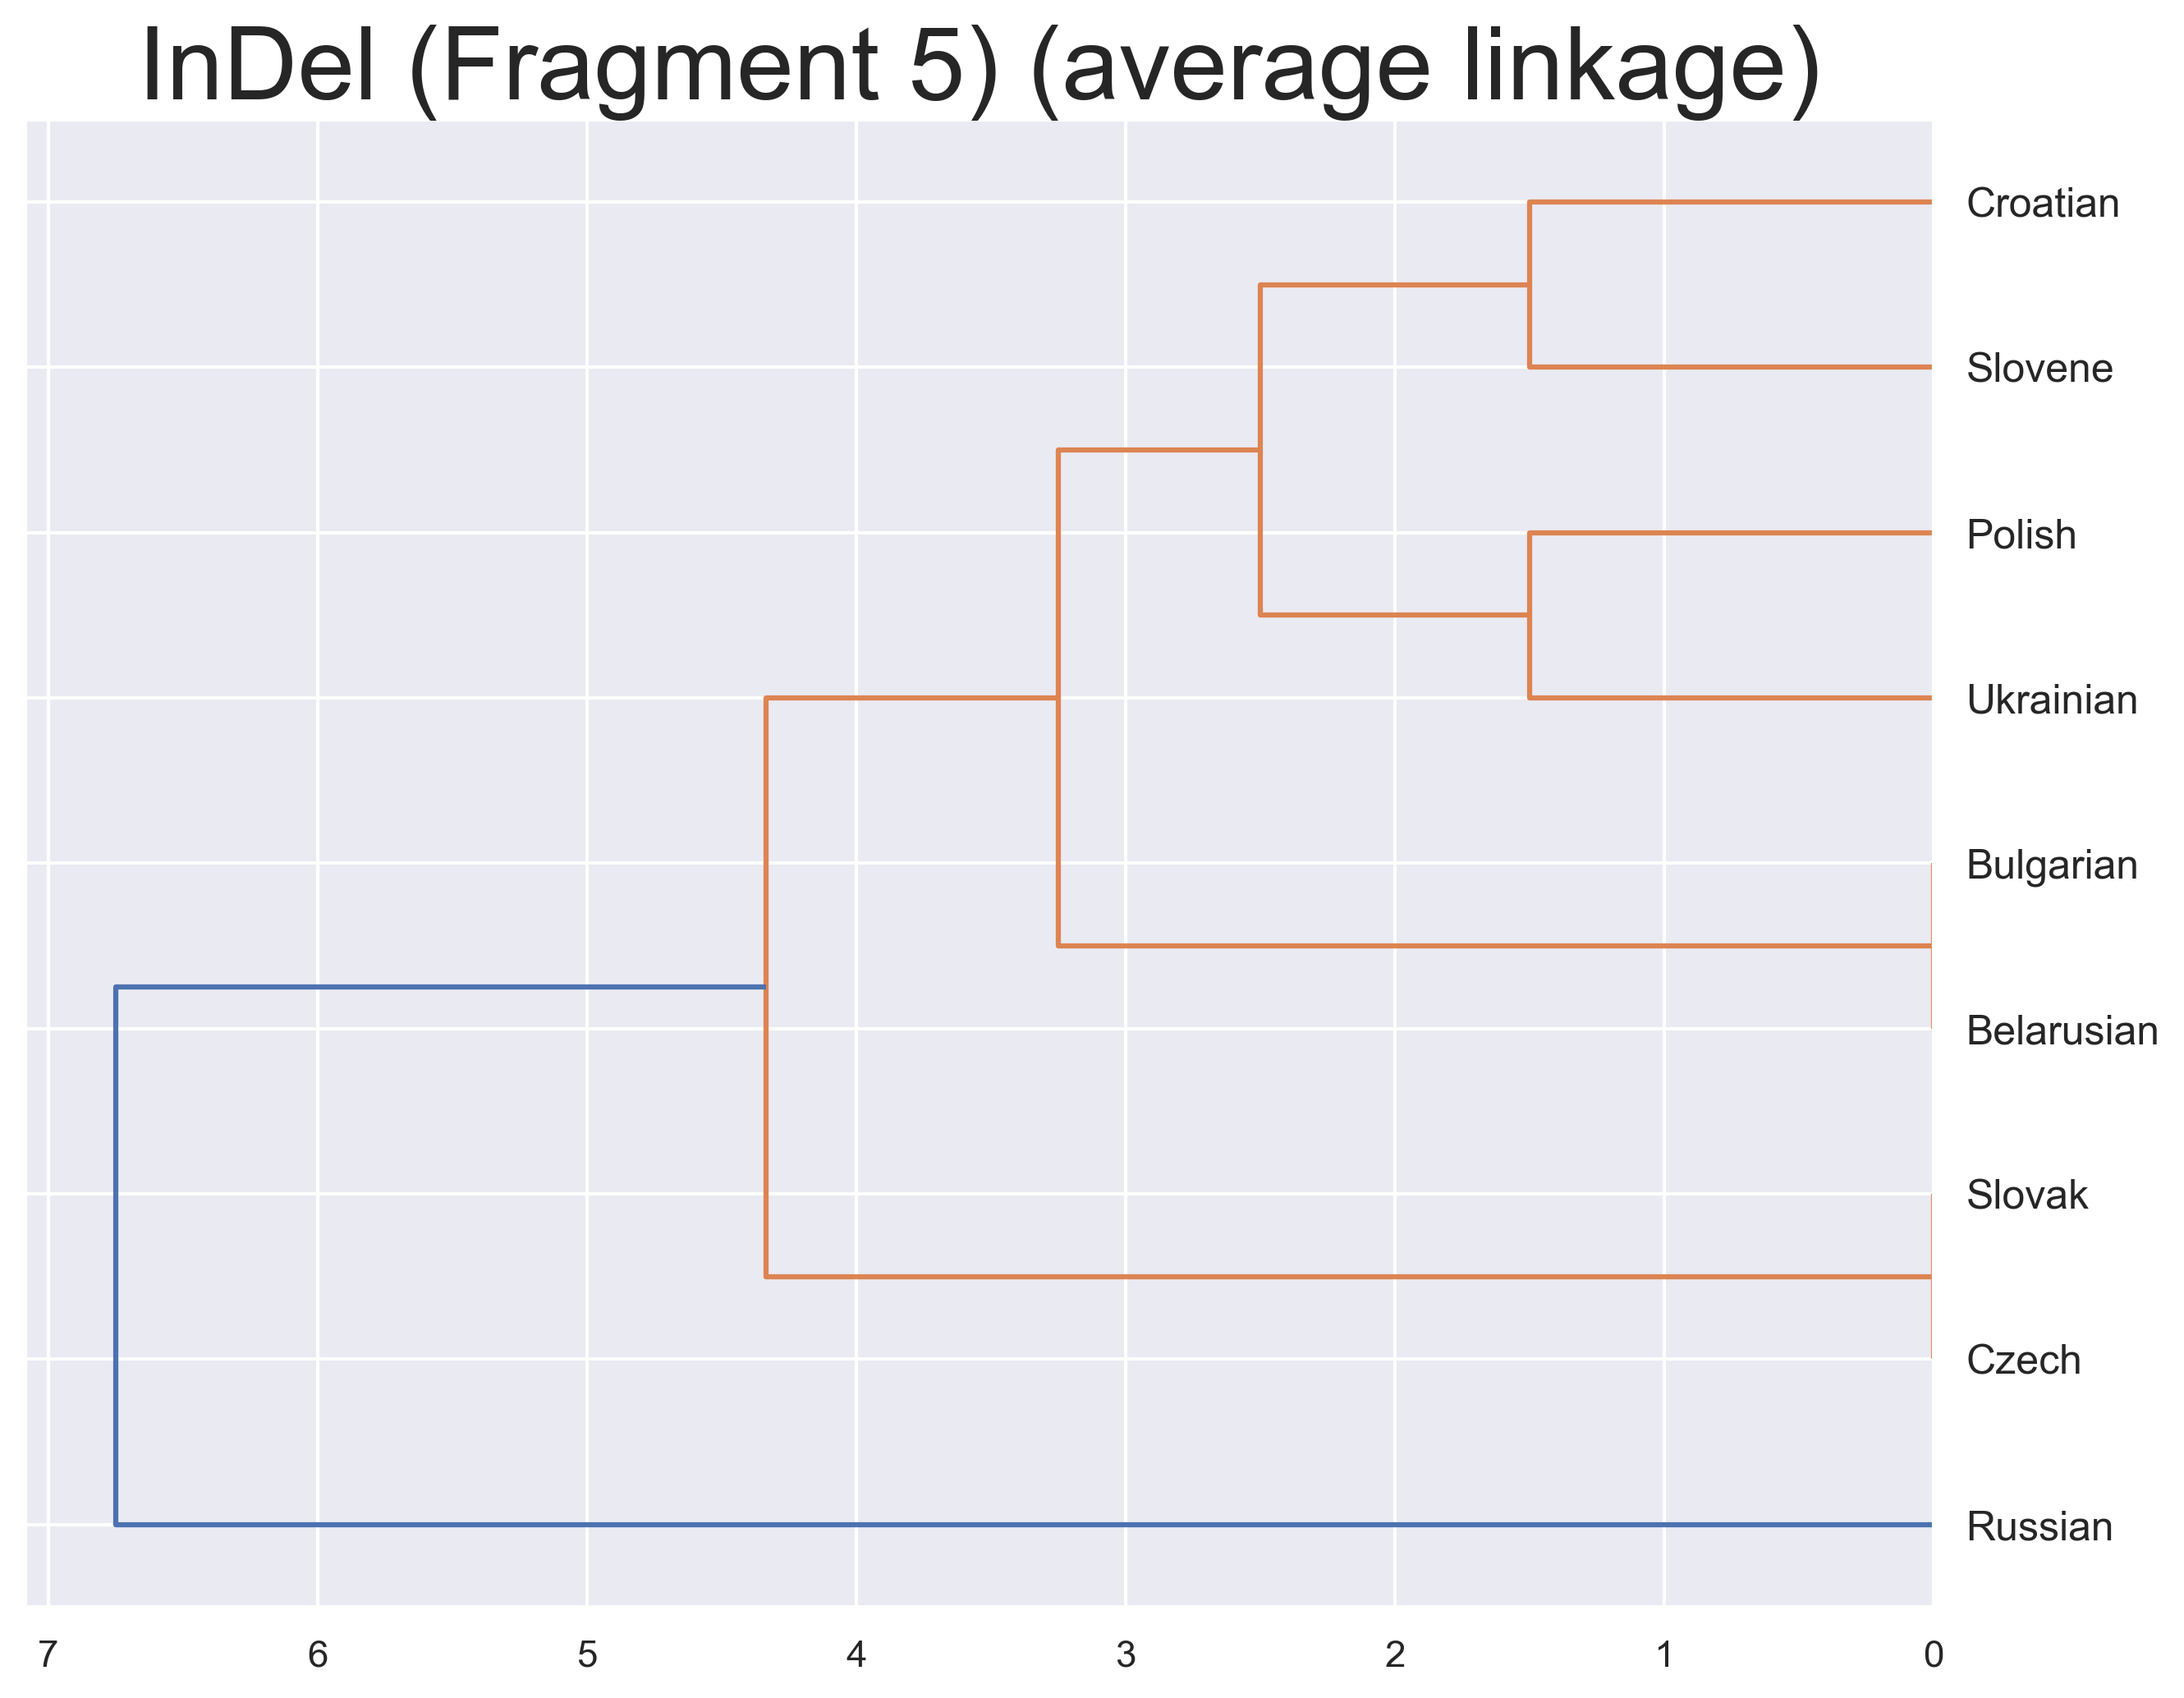 InDel (Fragment 5) (average linkage)
Croatian
Slovene
Polish
Ukrainian
Bulgarian
Belarusian
Slovak
Czech
Russian
7 6 5 4 3 2 1 0